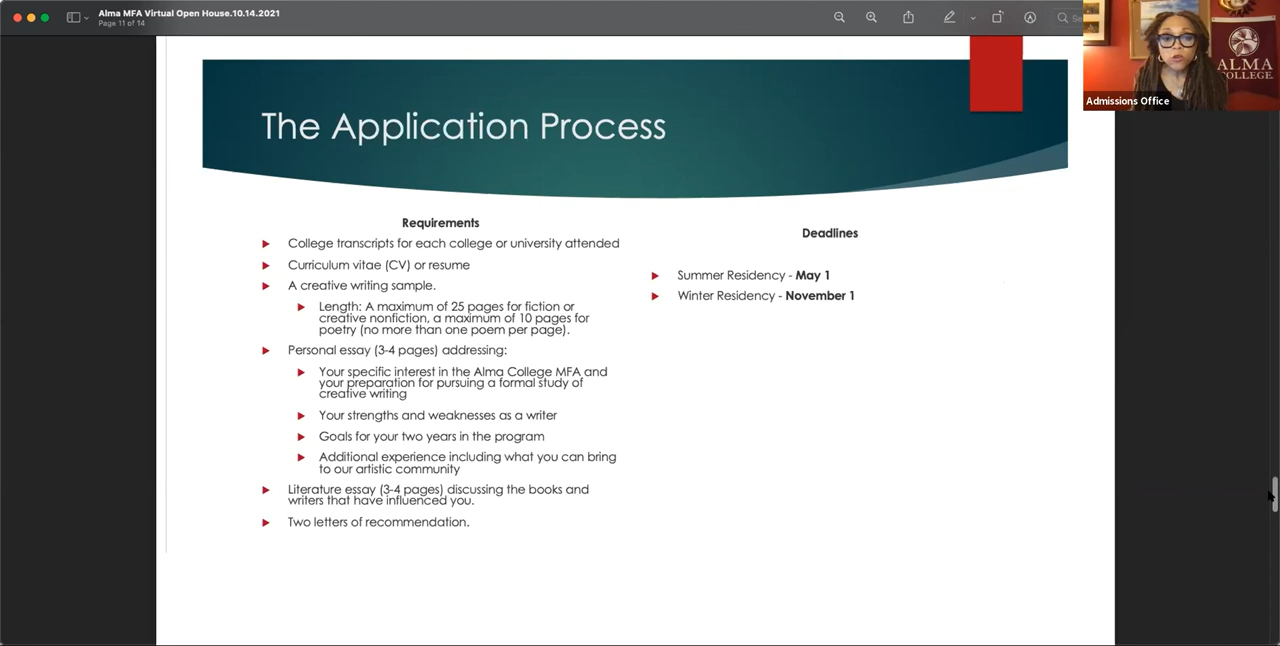 Alma MFA Virtual Open House.10.14.2021
Page 11 of 14
Se
ALMA
COLLEGE
Admissions Office
The Application Process
Requirements
College transcripts for each college or university attended
Curriculum vitae (CV) or resume
A creative writing sample.
Length: A maximum of 25 pages for fiction or
creative nonfiction, a maximum of 10 pages for
poetry (no more than one poem per page).
Personal essay (3-4 pages) addressing:
Your specific interest in the Alma College MFA and
your preparation for pursuing a formal study of
creative writing
Your strengths and weaknesses as a writer
Goals for your two years in the program
Additional experience including what you can bring
to our artistic community
Literature essay (3-4 pages) discussing the books and
writers that have influenced you.
Two letters of recommendation.
Deadlines
Summer Residency - May 1
Winter Residency - November 1